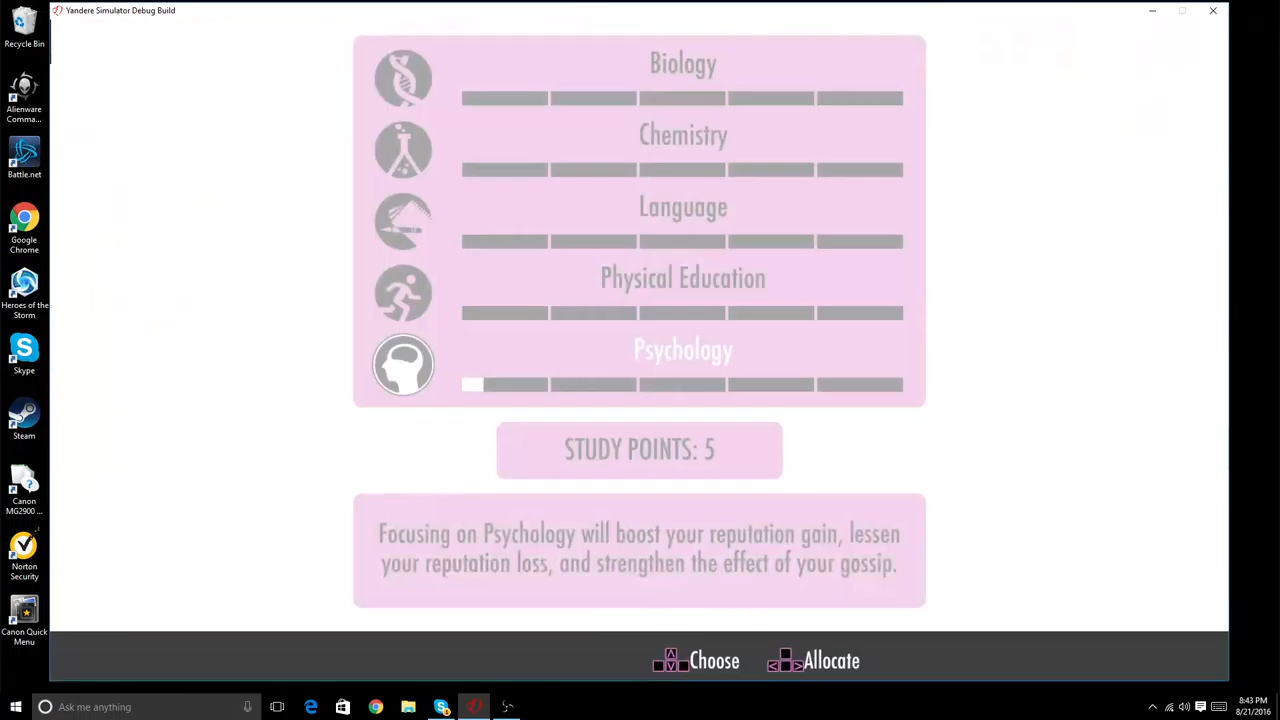 Yandere Simulator Debug Build
Recycle Bin
Alienware
Comma...
Battle.net
Google
Chrome
Heroes of the
Storm
Skype
Steam
Canon
MG2900 ...
Norton
Security
Canon Quick
Menu
Biology
Chemistry
Language
Physical Education
Psychology
STUDY POINTS: 5
Focusing on Psychology will boost your reputation gain, lessen
your reputation loss, and strengthen the effect of your gossip.
Choose
Allocate
Ask me anything
8:43 PM
8/21/2016